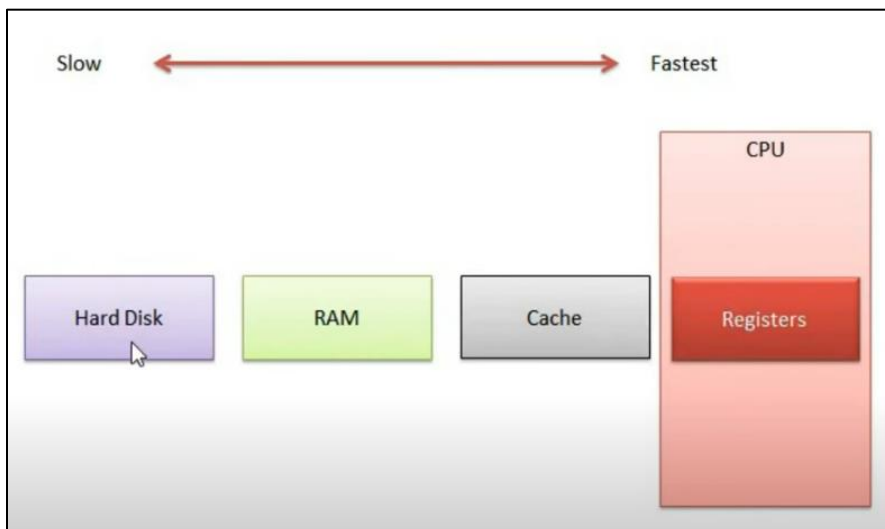 Slow
Fastest
CPU
Hard Disk
RAM
Cache
Registers